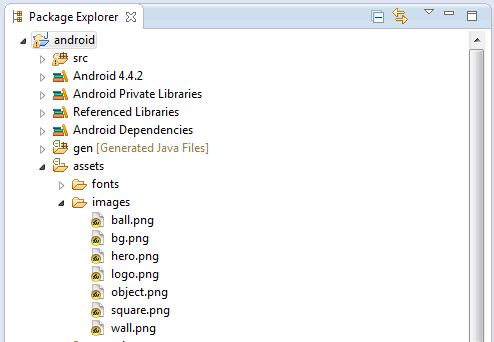 Package Explorer
android
src
Android 4.4.2
Android Private Libraries
Referenced Libraries
Android Dependencies
gen [Generated Java Files]
assets
fonts
images
ball.png
bg.png
hero.png
logo.png
object.png
square.png
wall.png